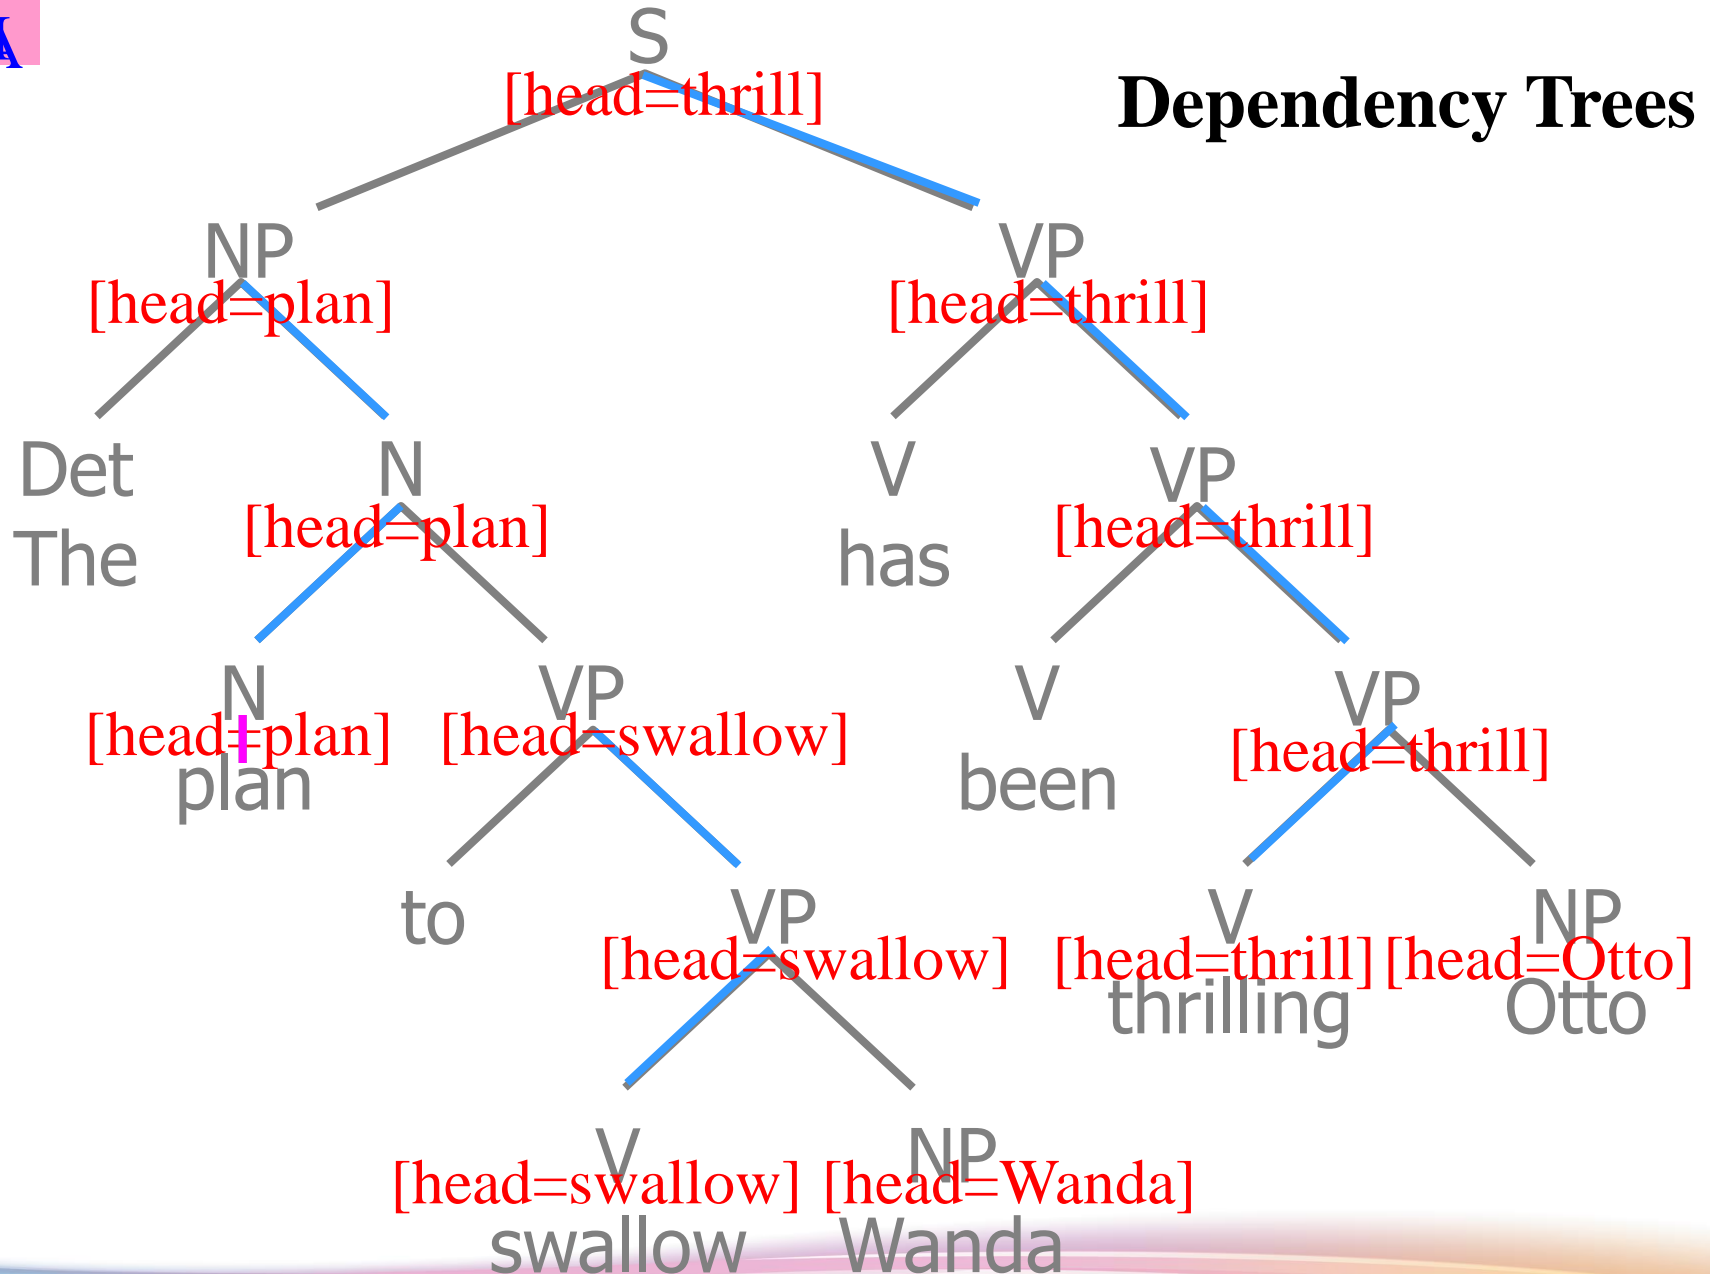 S
[head=thrill]
Dependency Trees
NP VP
[head=plan] [head=thrill]
Det N V VP
[head=plan] [head=thrill]
The has
N VP V VP
[head=plan] [head=swallow] [head=thrill]
plan been
to VP V NP
[head=swallow] [head=thrill] [head=Otto]
thrilling Otto
V NP
[head=swallow] [head=Wanda]
swallow Wanda